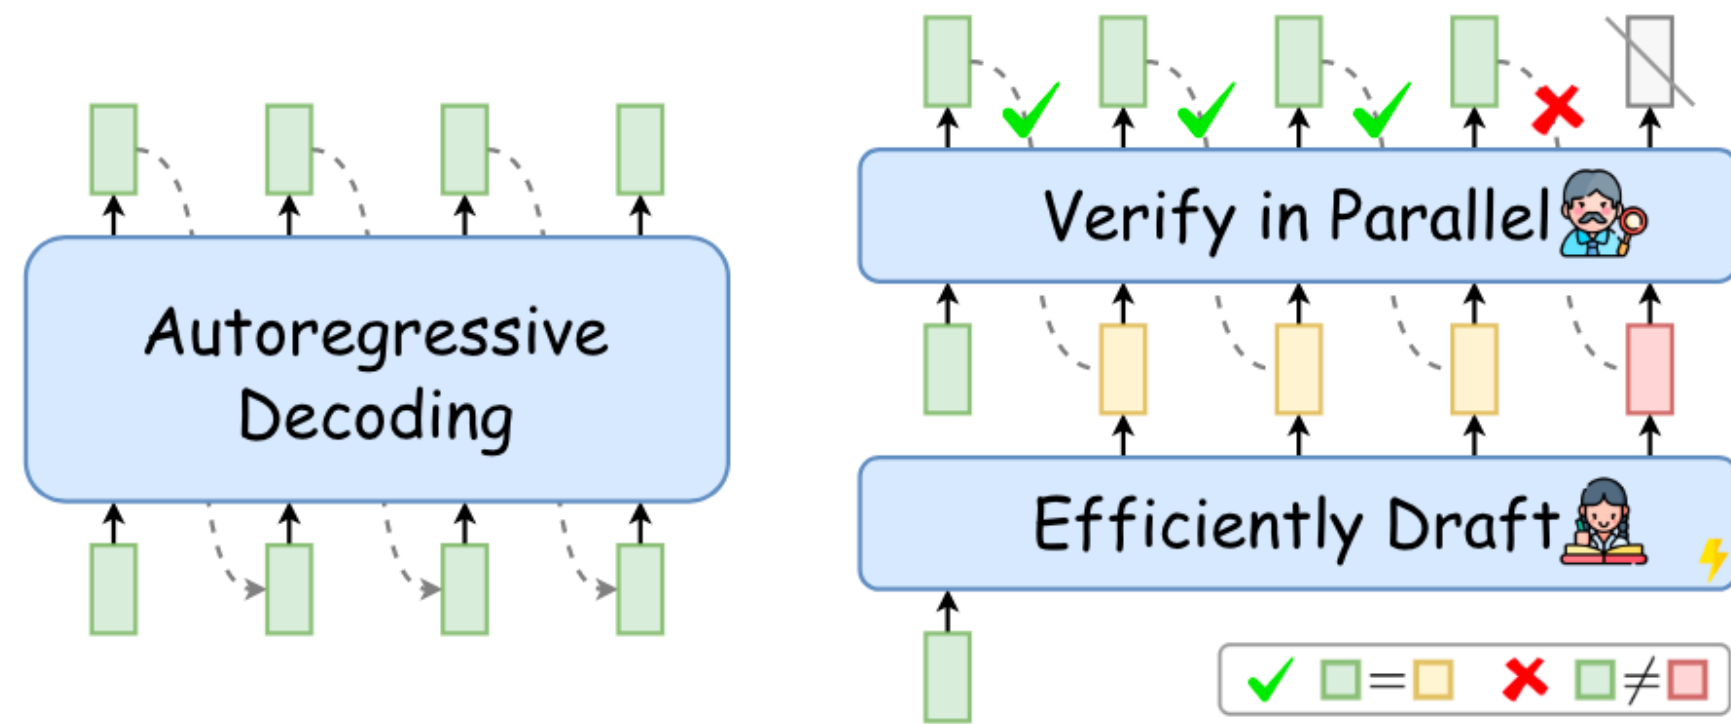 Autoregressive
Decoding
Verify in Parallel
Efficiently Draft
= ≠